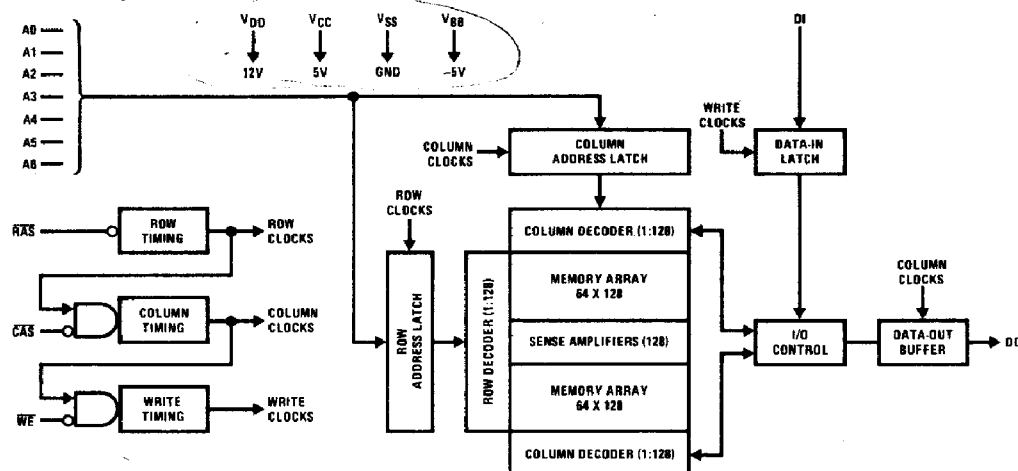 A0
A1
A2
A3
A4
A5
A6
VDD
12V
VCC
5V
VSS
GND
VBB
-5V
DI
WRITE
CLOCKS
DATA-IN
LATCH
COLUMN
CLOCKS
COLUMN
ADDRESS LATCH
RAS
ROW
TIMING
ROW
CLOCKS
CAS
COLUMN
TIMING
COLUMN
CLOCKS
WE
WRITE
TIMING
WRITE
CLOCKS
ROW
CLOCKS
ROW
ADDRESS LATCH
ROW DECODER (1:128)
COLUMN DECODER (1:128)
MEMORY ARRAY
64 X 128
SENSE AMPLIFIERS (128)
MEMORY ARRAY
64 X 128
COLUMN DECODER (1:128)
I/O
CONTROL
COLUMN
CLOCKS
DATA-OUT
BUFFER
DO